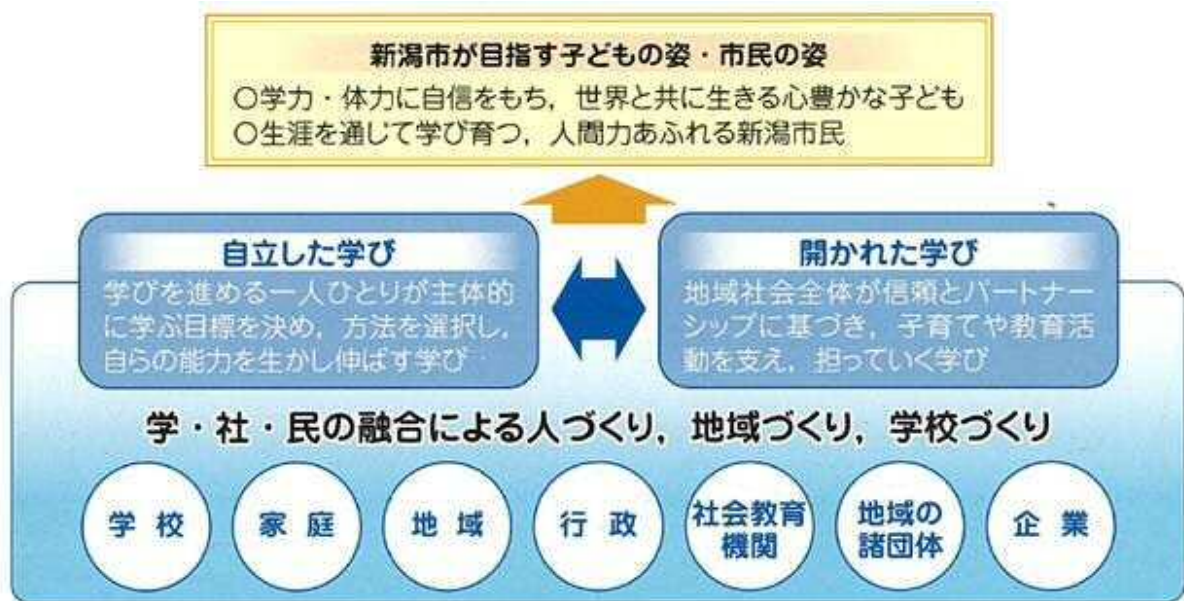 新潟市が目指す子どもの姿・市民の姿
○学力・体力に自信をもち，世界と共に生きる心豊かな子ども
○生涯を通じて学び育つ，人間力あふれる新潟市民
自立した学び
学びを進める一人ひとりが主体的
に学ぶ目標を決め，方法を選択し，
自らの能力を生かし伸ばす学び
開かれた学び
地域社会全体が信頼とパートナー
シップに基づき，子育てや教育活
動を支え，担っていく学び
学・社・民の融合による人づくり，地域づくり，学校づくり
学校
家庭
地域
行政
社会教育
機関
地域の
諸団体
企業